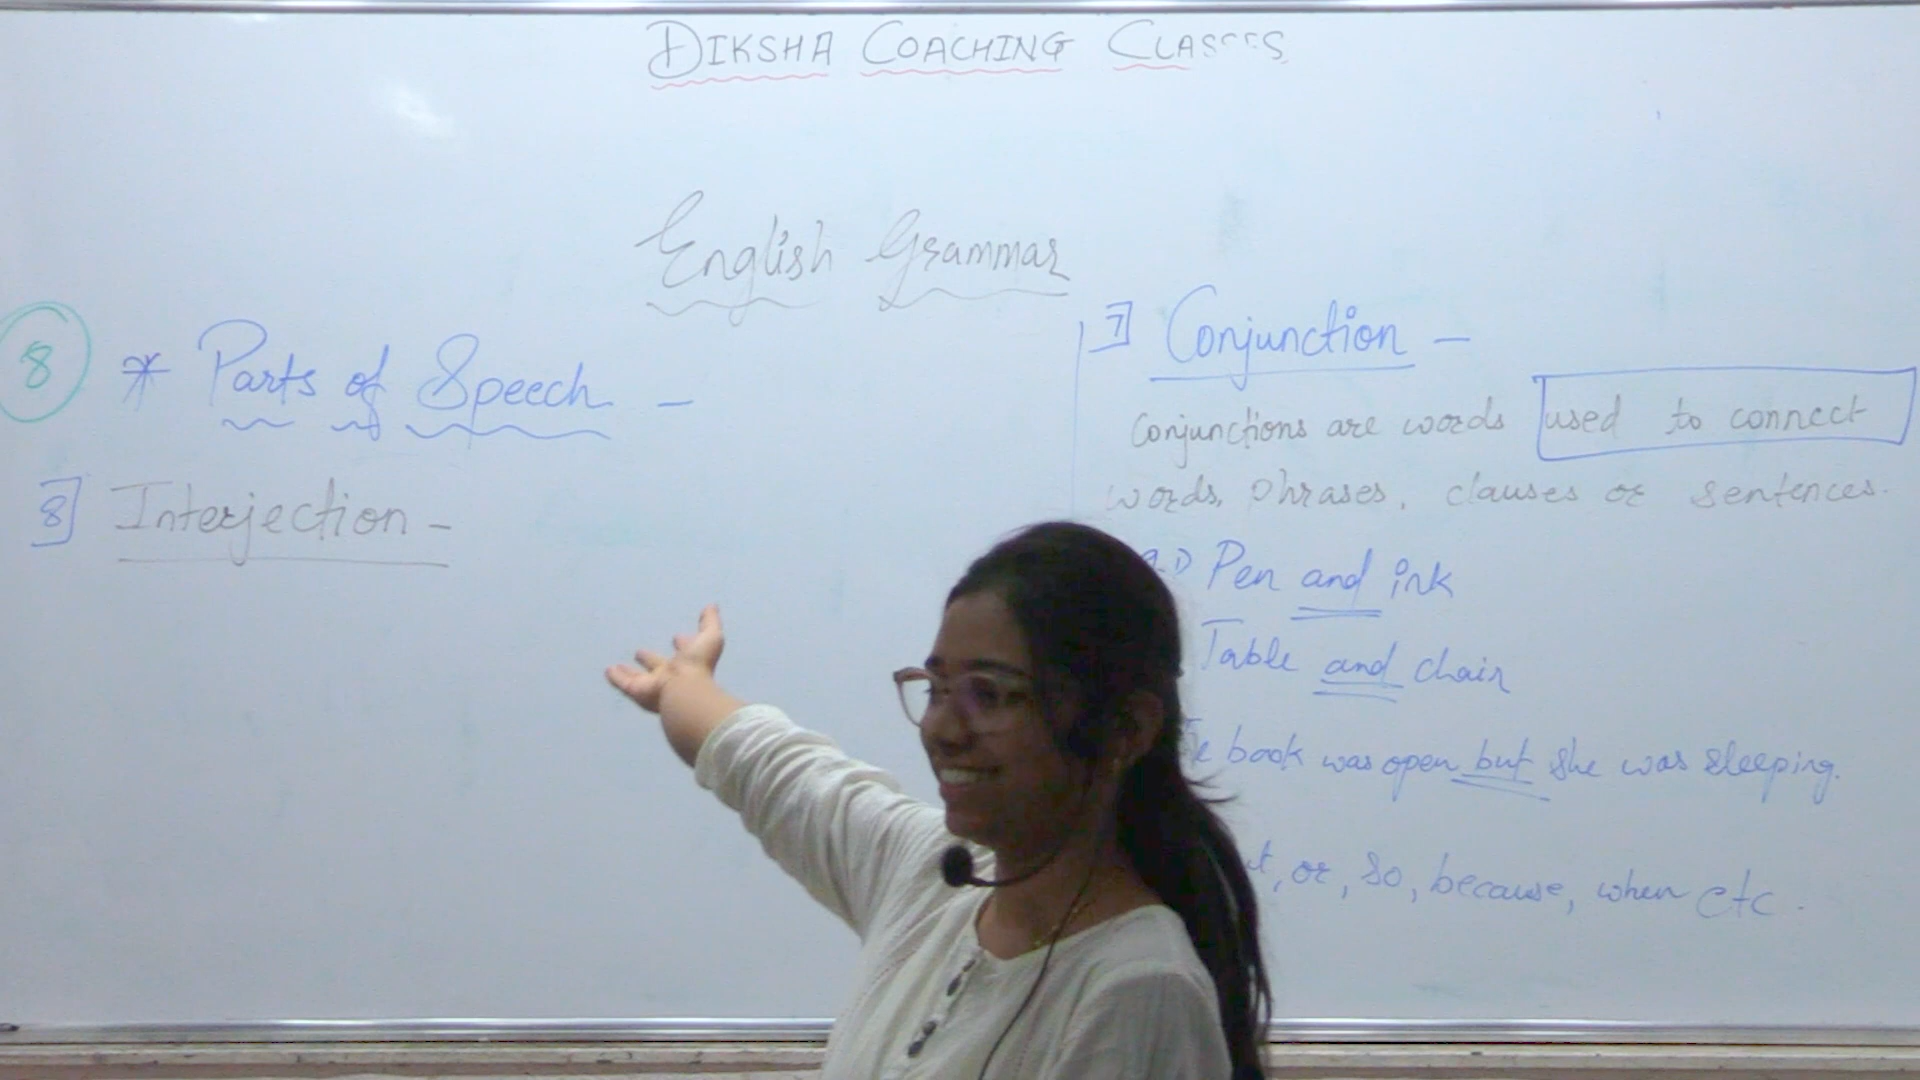 DIKSHA COACHING CLASSES
English Grammar
8
* Parts of Speech -
8] Interjection -
7] Conjunction -
Conjunctions are words used to connect
words, phrases, clauses or sentences.
Pen and ink
Table and chair
book was open but she was sleeping.
or, so, because, when etc.